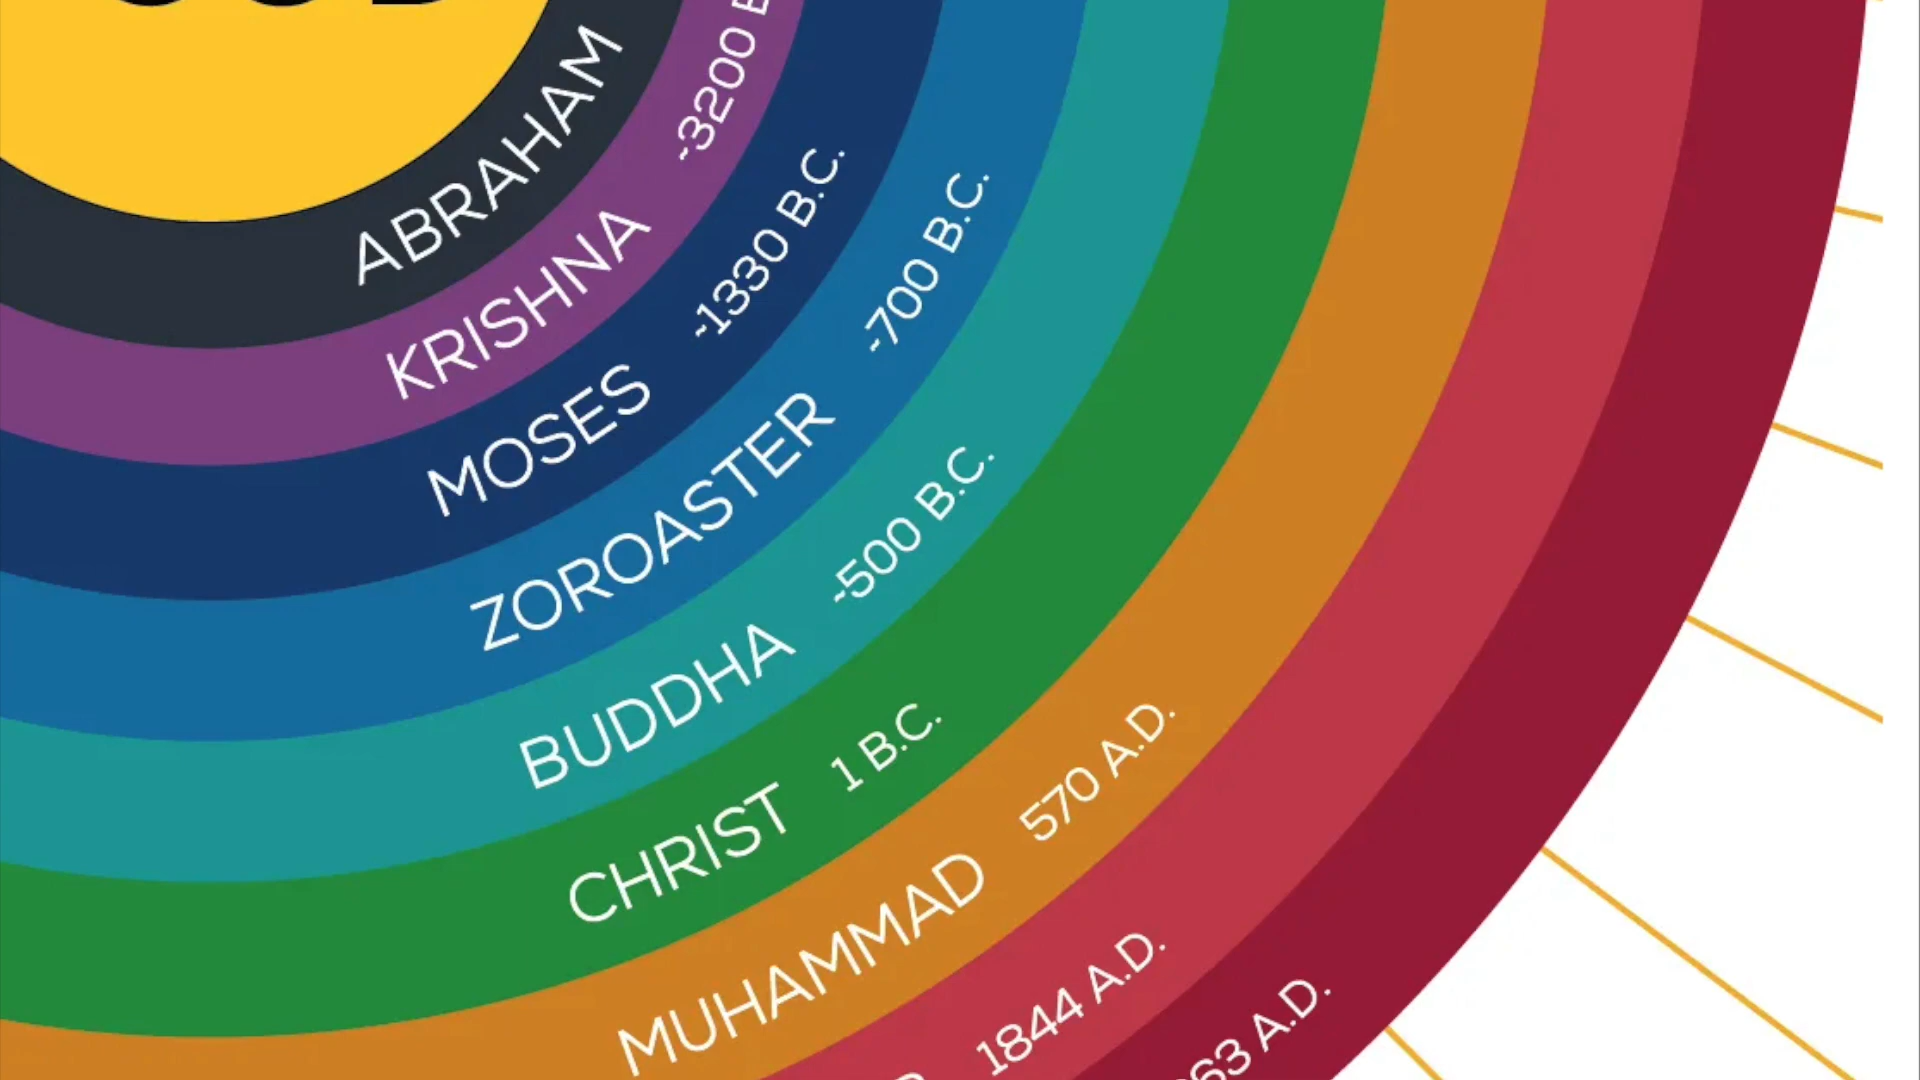 ABRAHAM
KRISHNA ~3200
MOSES ~1330 B.C.
ZOROASTER ~700 B.C.
BUDDHA ~500 B.C.
CHRIST 1 B.C.
MUHAMMAD 570 A.D.
1844 A.D.
A.D.